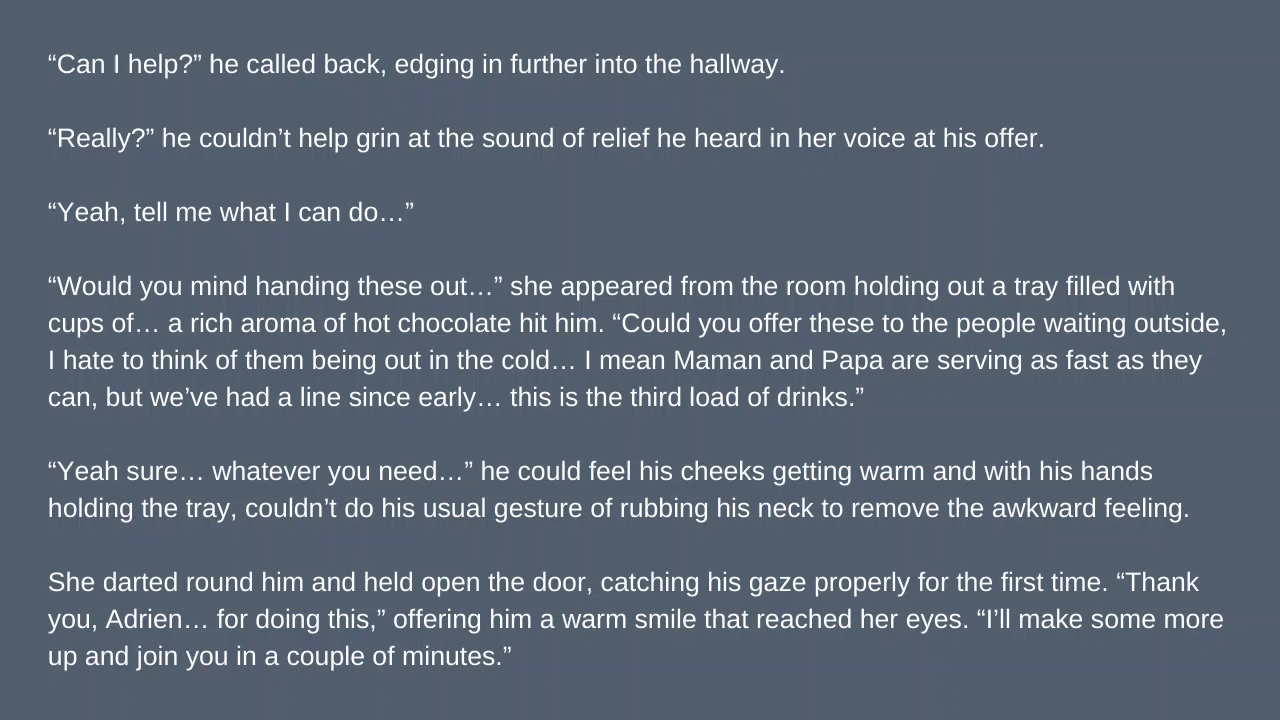 “Can I help?” he called back, edging in further into the hallway.
“Really?” he couldn’t help grin at the sound of relief he heard in her voice at his offer.
“Yeah, tell me what I can do…”
“Would you mind handing these out…” she appeared from the room holding out a tray filled with
cups of… a rich aroma of hot chocolate hit him. “Could you offer these to the people waiting outside,
I hate to think of them being out in the cold… I mean Maman and Papa are serving as fast as they
can, but we’ve had a line since early… this is the third load of drinks.”
“Yeah sure… whatever you need…” he could feel his cheeks getting warm and with his hands
holding the tray, couldn’t do his usual gesture of rubbing his neck to remove the awkward feeling.
She darted round him and held open the door, catching his gaze properly for the first time. “Thank
you, Adrien… for doing this,” offering him a warm smile that reached her eyes. “I’ll make some more
up and join you in a couple of minutes.”